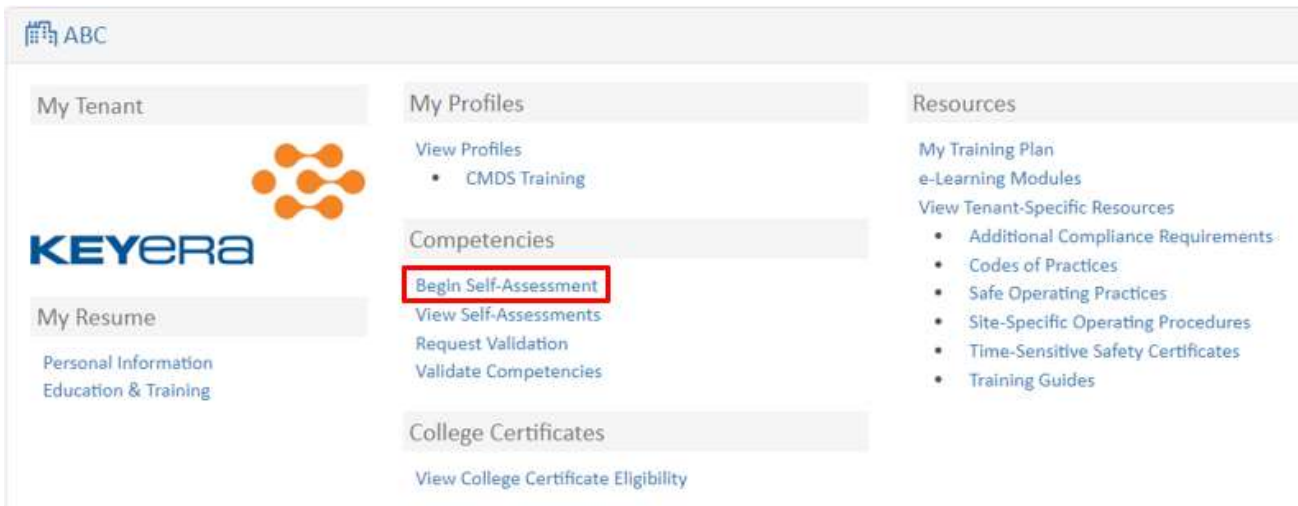 ABC
My Tenant
KEYERA
My Resume
Personal Information
Education & Training
My Profiles
View Profiles
• CMDS Training
Competencies
Begin Self-Assessment
View Self-Assessments
Request Validation
Validate Competencies
College Certificates
View College Certificate Eligibility
Resources
My Training Plan
e-Learning Modules
View Tenant-Specific Resources
• Additional Compliance Requirements
• Codes of Practices
• Safe Operating Practices
• Site-Specific Operating Procedures
• Time-Sensitive Safety Certificates
• Training Guides